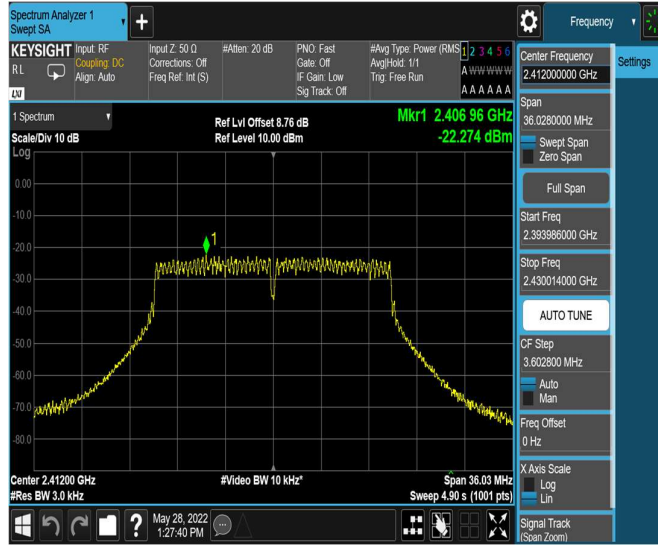 Spectrum Analyzer 1
Swept SA
Frequency
KEYSIGHT
RL
LXI
Input: RF
Coupling: DC
Align: Auto
Input Z: 50 Ω
Corrections: Off
Freq Ref: Int (S)
#Atten: 20 dB
PNO: Fast
Gate: Off
IF Gain: Low
Sig Track: Off
#Avg Type: Power (RMS
Avg|Hold: 1/1
Trig: Free Run
1 2 3 4 5 6
A W W W W W
A A A A A A
1 Spectrum
Scale/Div 10 dB
Log
Ref Lvl Offset 8.76 dB
Ref Level 10.00 dBm
Mkr1 2.406 96 GHz
-22.274 dBm
0.00
-10.0
-20.0
-30.0
-40.0
-50.0
-60.0
-70.0
-80.0
1
Center 2.41200 GHz
#Res BW 3.0 kHz
#Video BW 10 kHz*
Span 36.03 MHz
Sweep 4.90 s (1001 pts)
May 28, 2022
1:27:40 PM
Center Frequency
2.412000000 GHz
Span
36.0280000 MHz
Swept Span
Zero Span
Full Span
Start Freq
2.393986000 GHz
Stop Freq
2.430014000 GHz
AUTO TUNE
CF Step
3.602800 MHz
Auto
Man
Freq Offset
0 Hz
X Axis Scale
Log
Lin
Signal Track
(Span Zoom)
Settings